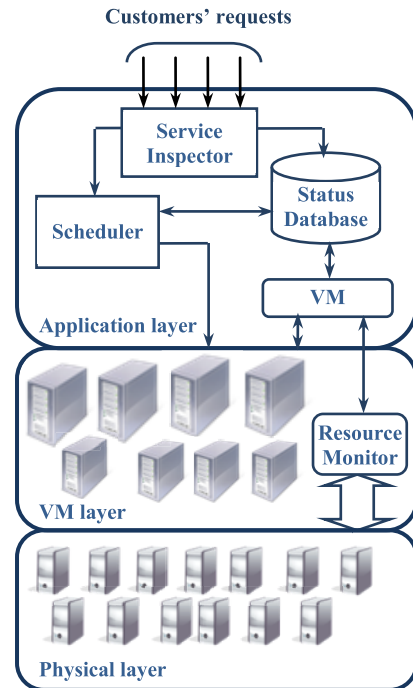 Customers' requests
Service
Inspector
Status
Database
Scheduler
VM
Application layer
Resource
Monitor
VM layer
Physical layer